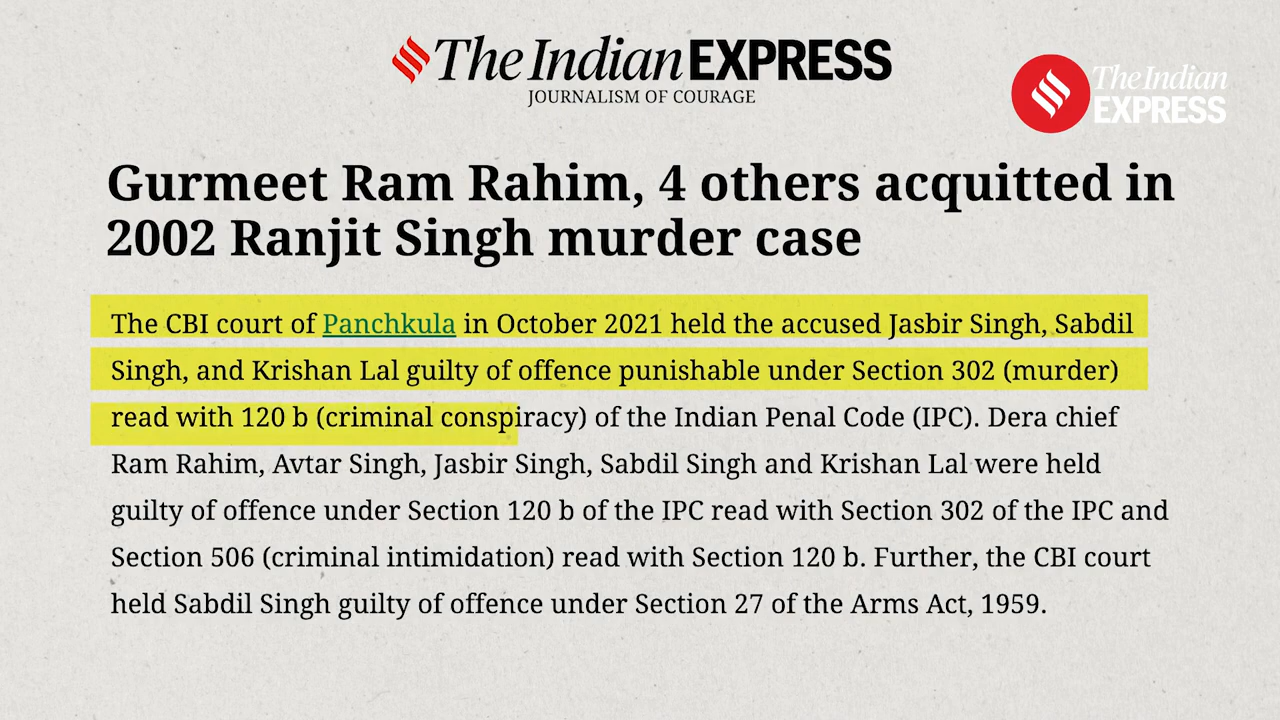 The Indian EXPRESS
JOURNALISM OF COURAGE
The Indian
EXPRESS
Gurmeet Ram Rahim, 4 others acquitted in
2002 Ranjit Singh murder case
The CBI court of Panchkula in October 2021 held the accused Jasbir Singh, Sabdil
Singh, and Krishan Lal guilty of offence punishable under Section 302 (murder)
read with 120 b (criminal conspiracy) of the Indian Penal Code (IPC). Dera chief
Ram Rahim, Avtar Singh, Jasbir Singh, Sabdil Singh and Krishan Lal were held
guilty of offence under Section 120 b of the IPC read with Section 302 of the IPC and
Section 506 (criminal intimidation) read with Section 120 b. Further, the CBI court
held Sabdil Singh guilty of offence under Section 27 of the Arms Act, 1959.